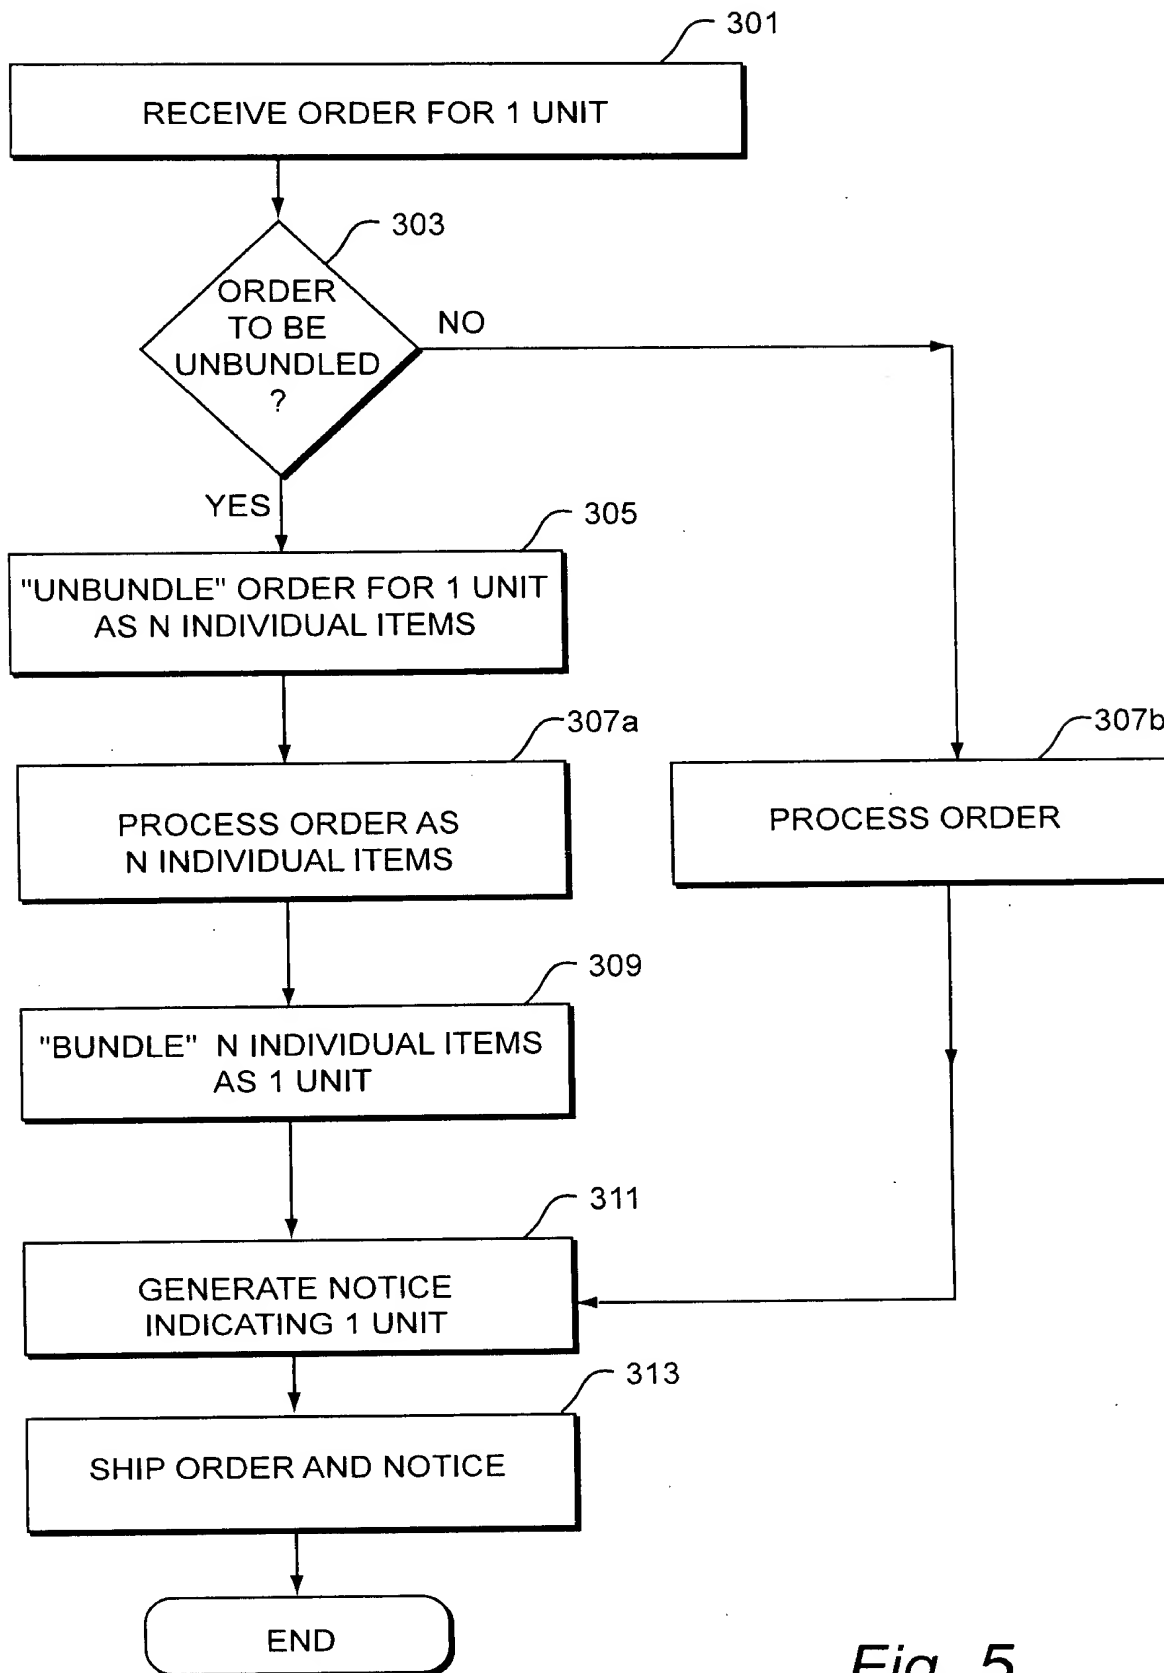 301
RECEIVE ORDER FOR 1 UNIT
303
ORDER
TO BE
UNBUNDLED
?
NO
YES
305
"UNBUNDLE" ORDER FOR 1 UNIT
AS N INDIVIDUAL ITEMS
307a
PROCESS ORDER AS
N INDIVIDUAL ITEMS
307b
PROCESS ORDER
309
"BUNDLE" N INDIVIDUAL ITEMS
AS 1 UNIT
311
GENERATE NOTICE
INDICATING 1 UNIT
313
SHIP ORDER AND NOTICE
END
Fig. 5